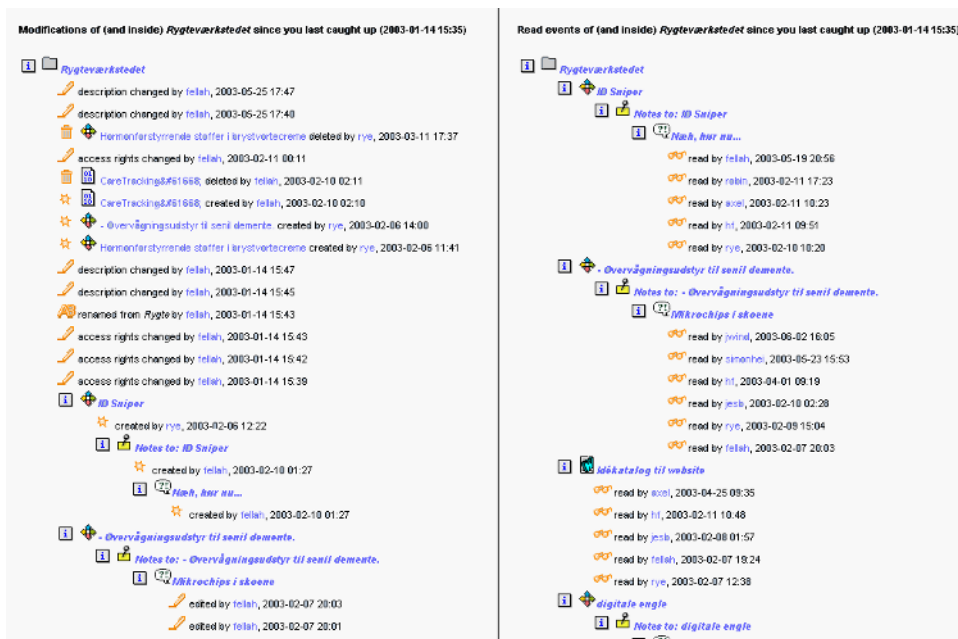 Modifications of (and inside) Rygteværkstedet since you last caught up (2003-01-14 15:35)
Rygteværkstedet
description changed by fellah, 2003-05-25 17:47
description changed by fellah, 2003-05-25 17:40
Hormonforstyrrende stoffer i brystvortecreme deleted by rye, 2003-03-11 17:37
access rights changed by fellah, 2003-02-11 00:11
CareTracking&#61668; deleted by fellah, 2003-02-10 02:11
CareTracking&#61668; created by fellah, 2003-02-10 02:10
- Overvågningsudstyr til senil demente. created by rye, 2003-02-06 14:00
Hormonforstyrrende stoffer i brystvortecreme created by rye, 2003-02-06 11:41
description changed by fellah, 2003-01-14 15:47
description changed by fellah, 2003-01-14 15:45
renamed from Rygte by fellah, 2003-01-14 15:43
access rights changed by fellah, 2003-01-14 15:43
access rights changed by fellah, 2003-01-14 15:42
access rights changed by fellah, 2003-01-14 15:39
ID Sniper
created by rye, 2003-02-06 12:22
Notes to: ID Sniper
created by fellah, 2003-02-10 01:27
Næh, hør nu...
created by fellah, 2003-02-10 01:27
- Overvågningsudstyr til senil demente.
Notes to: - Overvågningsudstyr til senil demente.
Mikrochips i skoene
edited by fellah, 2003-02-07 20:03
edited by fellah, 2003-02-07 20:01
Read events of (and inside) Rygteværkstedet since you last caught up (2003-01-14 15:35)
Rygteværkstedet
ID Sniper
Notes to: ID Sniper
Næh, hør nu...
read by fellah, 2003-05-19 20:56
read by robin, 2003-02-11 17:23
read by axel, 2003-02-11 10:23
read by hf, 2003-02-11 09:51
read by rye, 2003-02-10 10:20
- Overvågningsudstyr til senil demente.
Notes to: - Overvågningsudstyr til senil demente.
Mikrochips i skoene
read by jwind, 2003-06-02 16:05
read by simonhei, 2003-05-23 15:53
read by hf, 2003-04-01 09:19
read by jesb, 2003-02-10 02:28
read by rye, 2003-02-09 15:04
read by fellah, 2003-02-07 20:03
Idékatalog til website
read by axel, 2003-04-25 09:35
read by hf, 2003-02-11 10:48
read by jesb, 2003-02-08 01:57
read by fellah, 2003-02-07 19:24
read by rye, 2003-02-07 12:38
digitale engle
Notes to: digitale engle